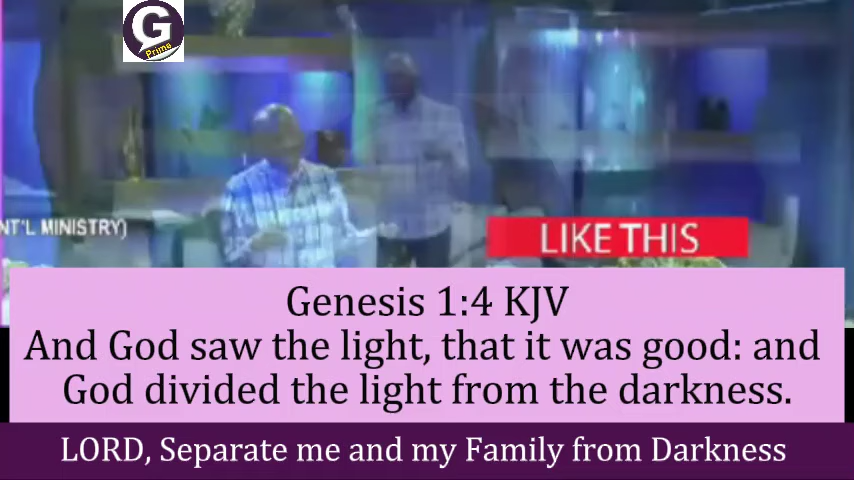 G
Prime
NT'L MINISTRY)
LIKE THIS
Genesis 1:4 KJV
And God saw the light, that it was good: and
God divided the light from the darkness.
LORD, Separate me and my Family from Darkness